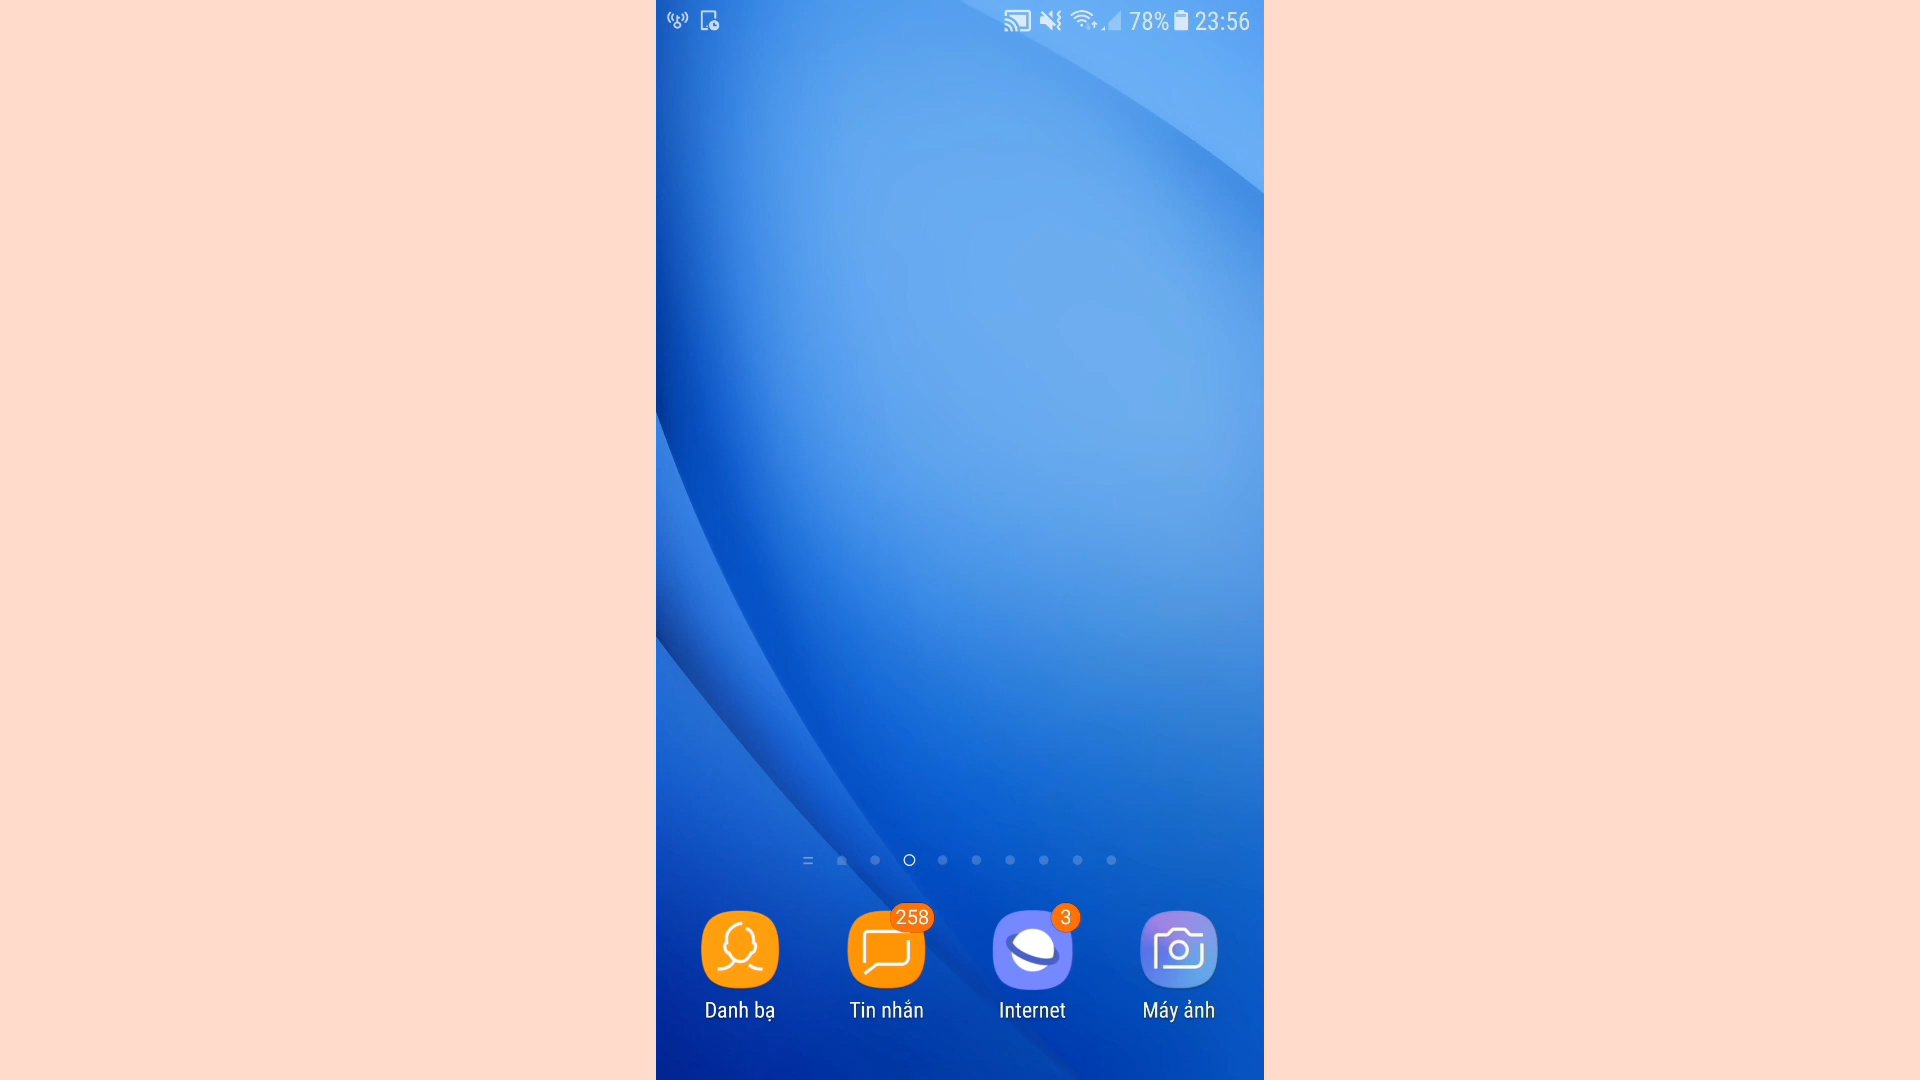 78% 23:56
258
3
Danh bạ
Tin nhắn
Internet
Máy ảnh